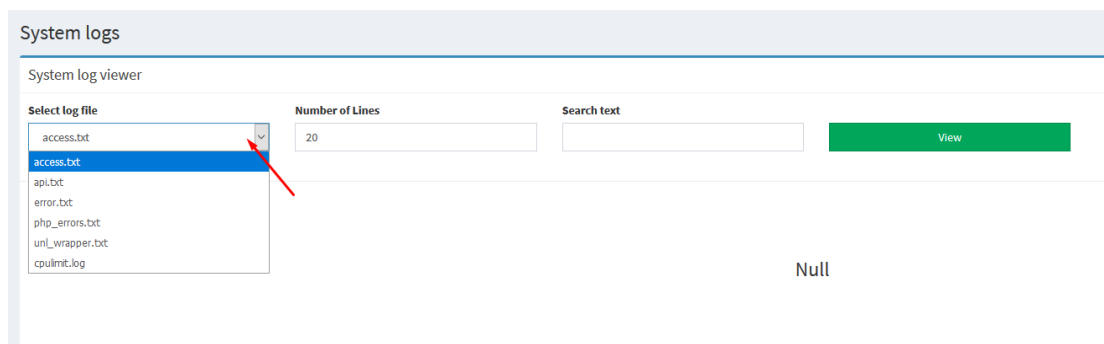 System logs
System log viewer
Select log file
Number of Lines
Search text
access.txt
20
View
access.txt
api.txt
error.txt
php_errors.txt
unl_wrapper.txt
cpulimit.log
Null